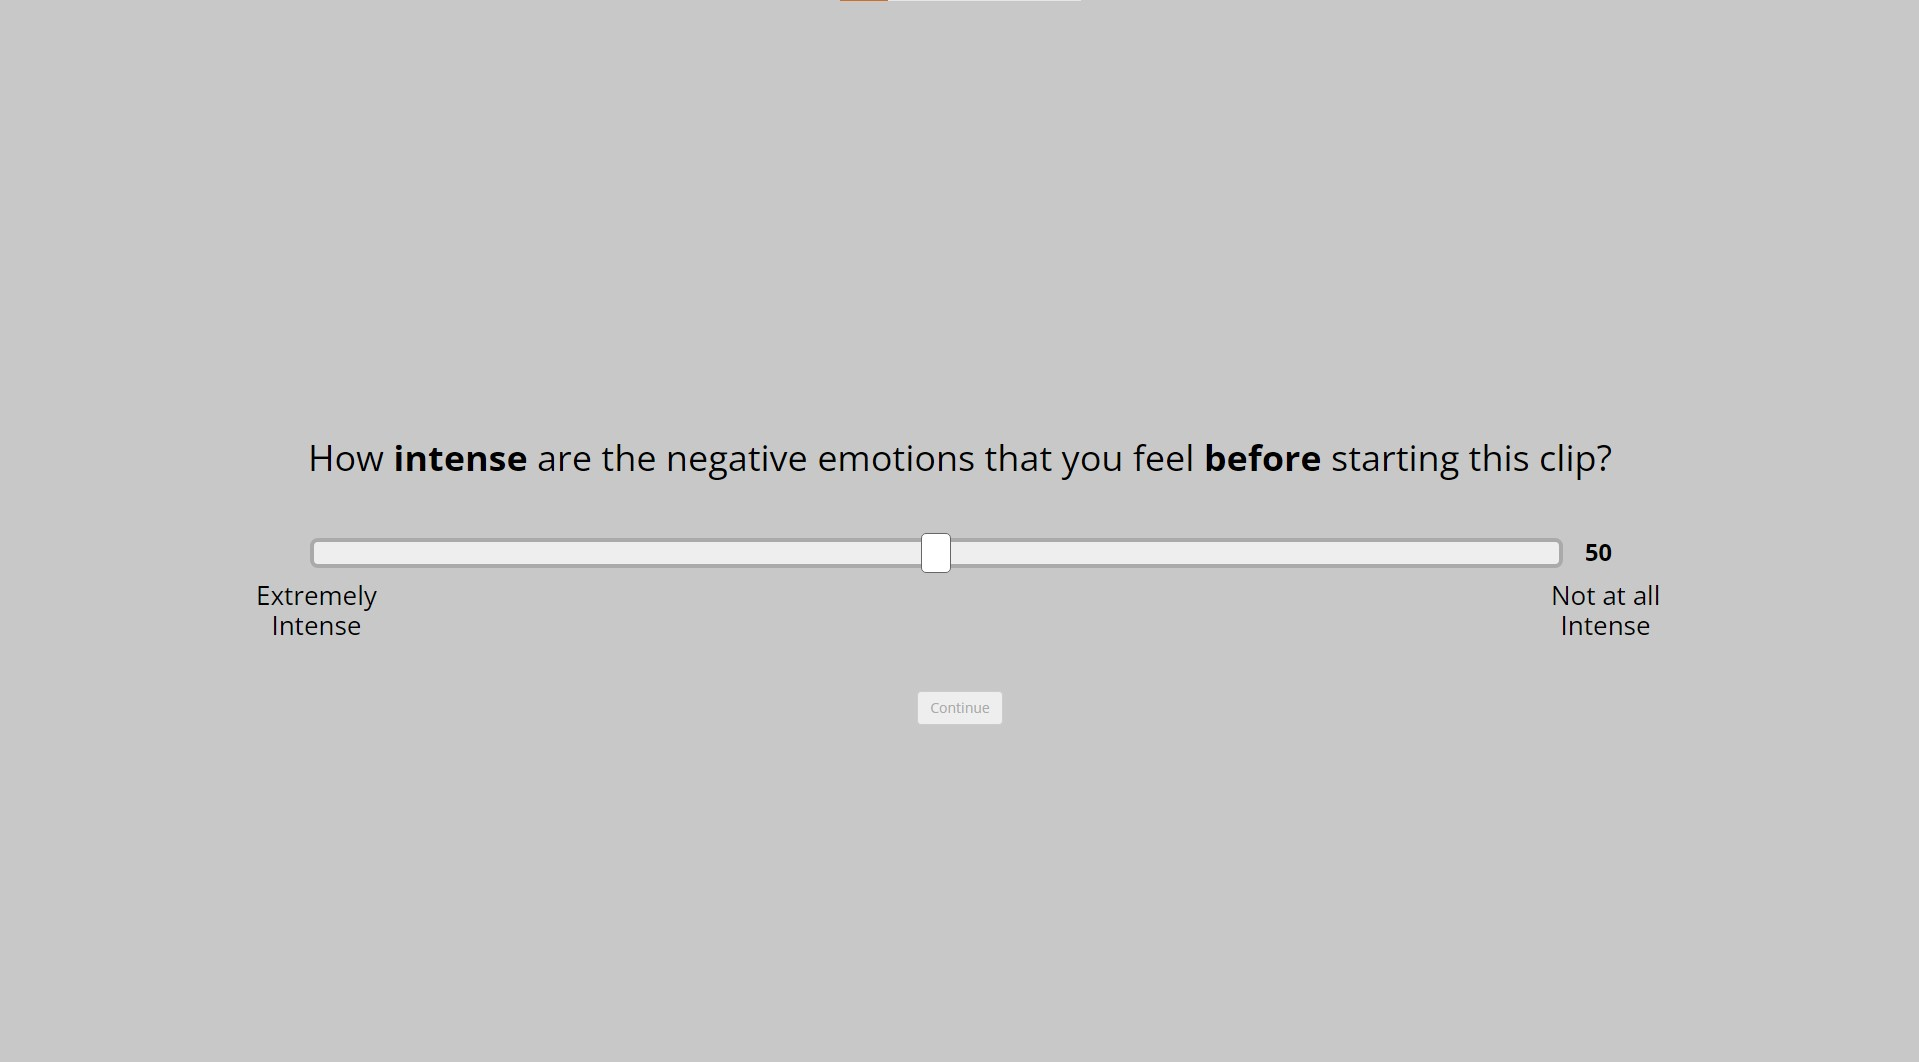 How intense are the negative emotions that you feel before starting this clip?
50
Extremely
Intense
Not at all
Intense
Continue